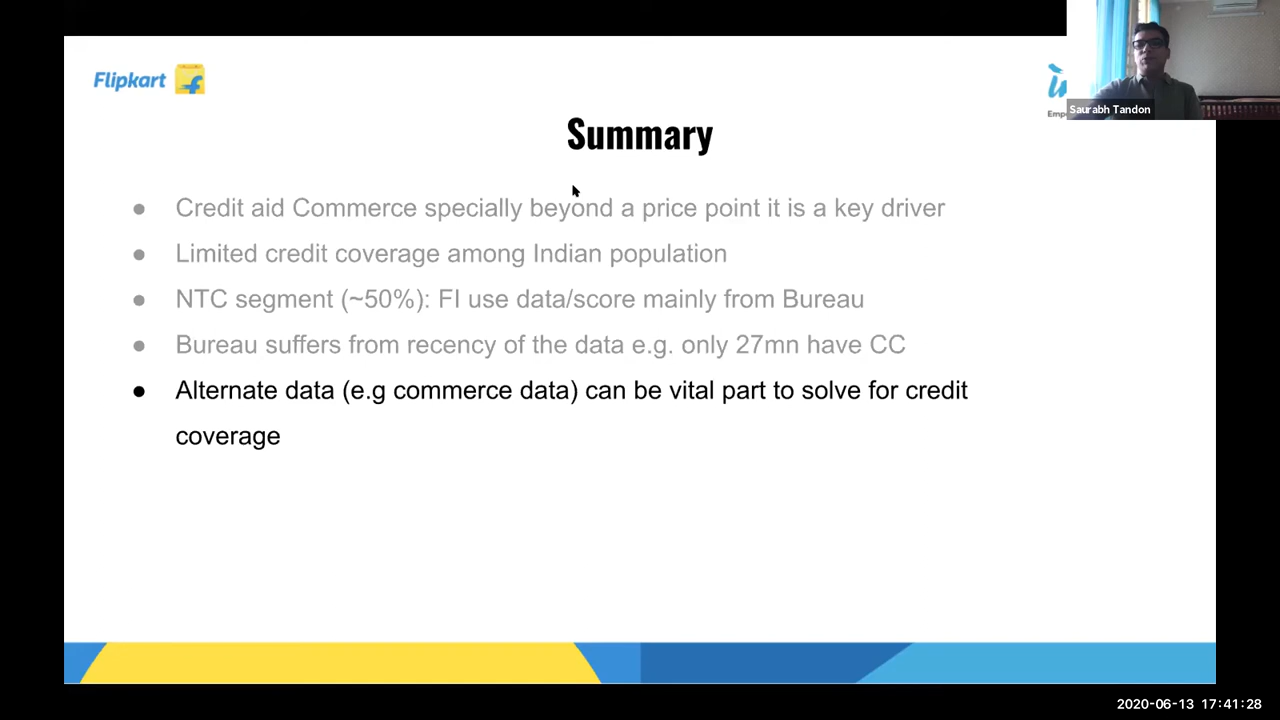 Flipkart
Saurabh Tandon
Summary
● Credit aid Commerce specially beyond a price point it is a key driver
● Limited credit coverage among Indian population
● NTC segment (~50%): FI use data/score mainly from Bureau
● Bureau suffers from recency of the data e.g. only 27mn have CC
● Alternate data (e.g commerce data) can be vital part to solve for credit
coverage
2020-06-13 17:41:28